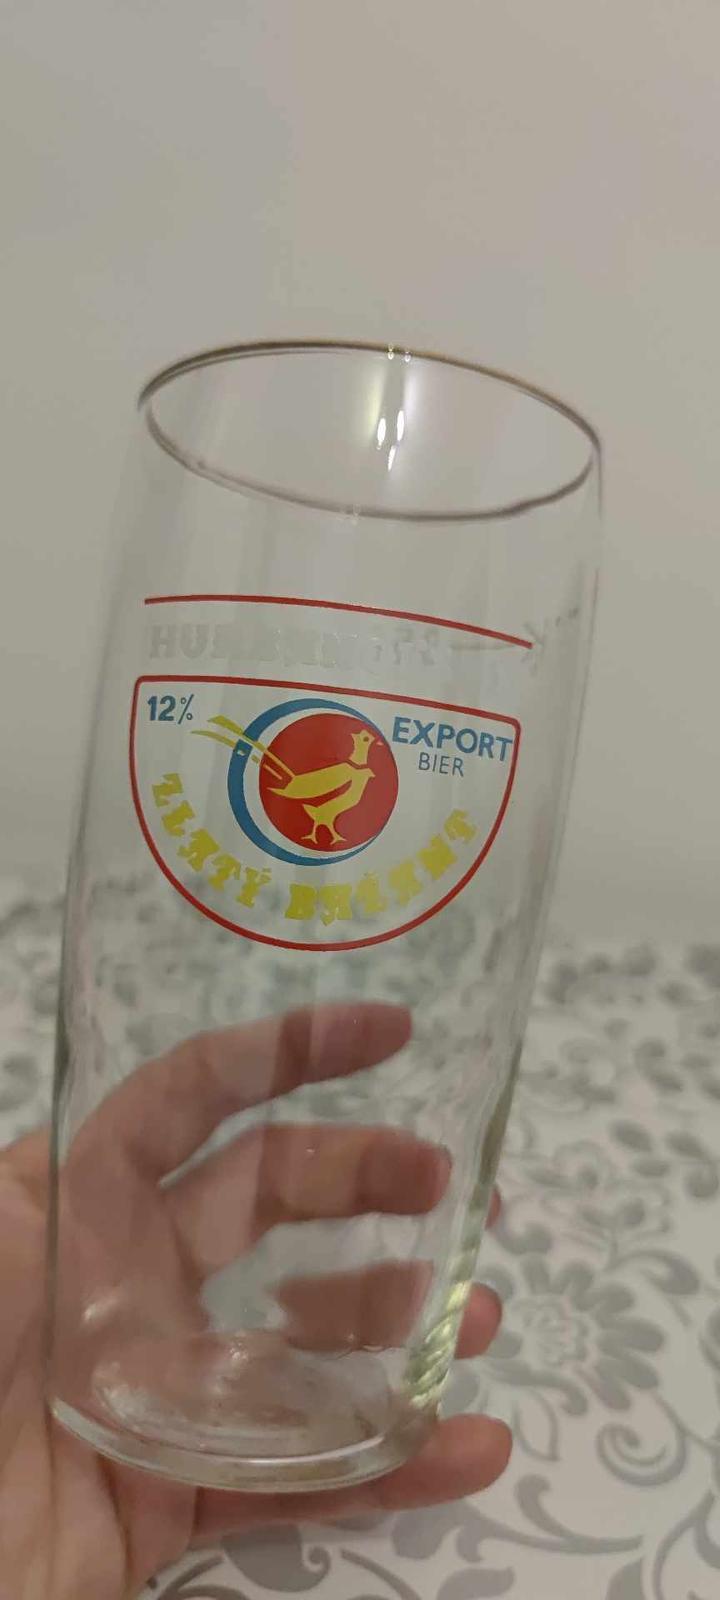 12%
EXPORT
BIER
ZLATÝ BAŽANT